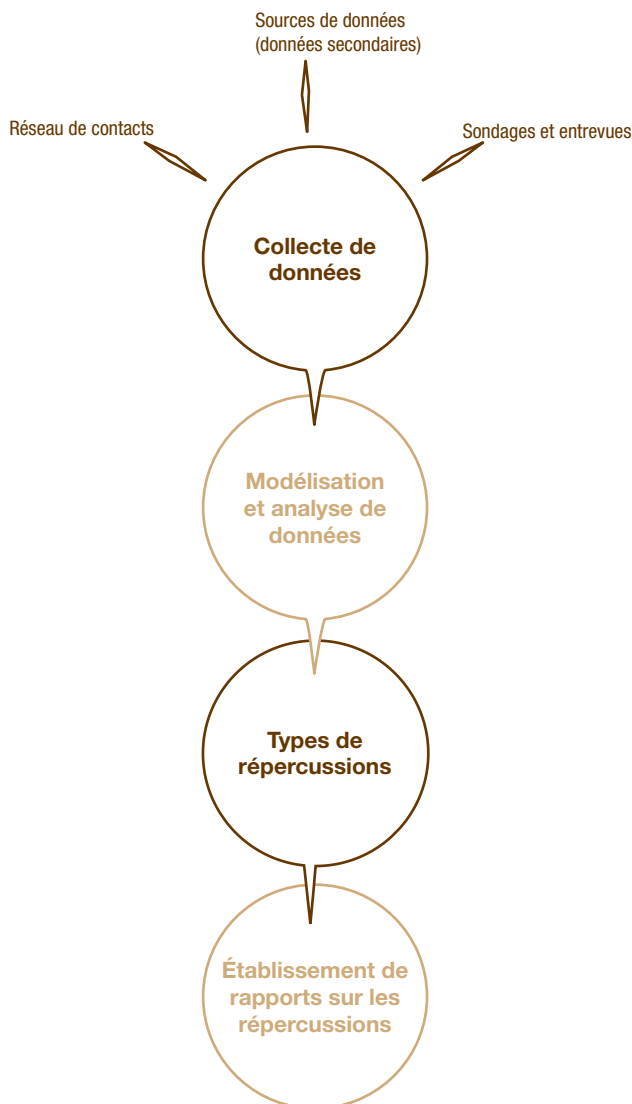 Sources de données
(données secondaires)
Réseau de contacts
Sondages et entrevues
Collecte de
données
Modélisation
et analyse de
données
Types de
répercussions
Établissement de
rapports sur les
répercussions